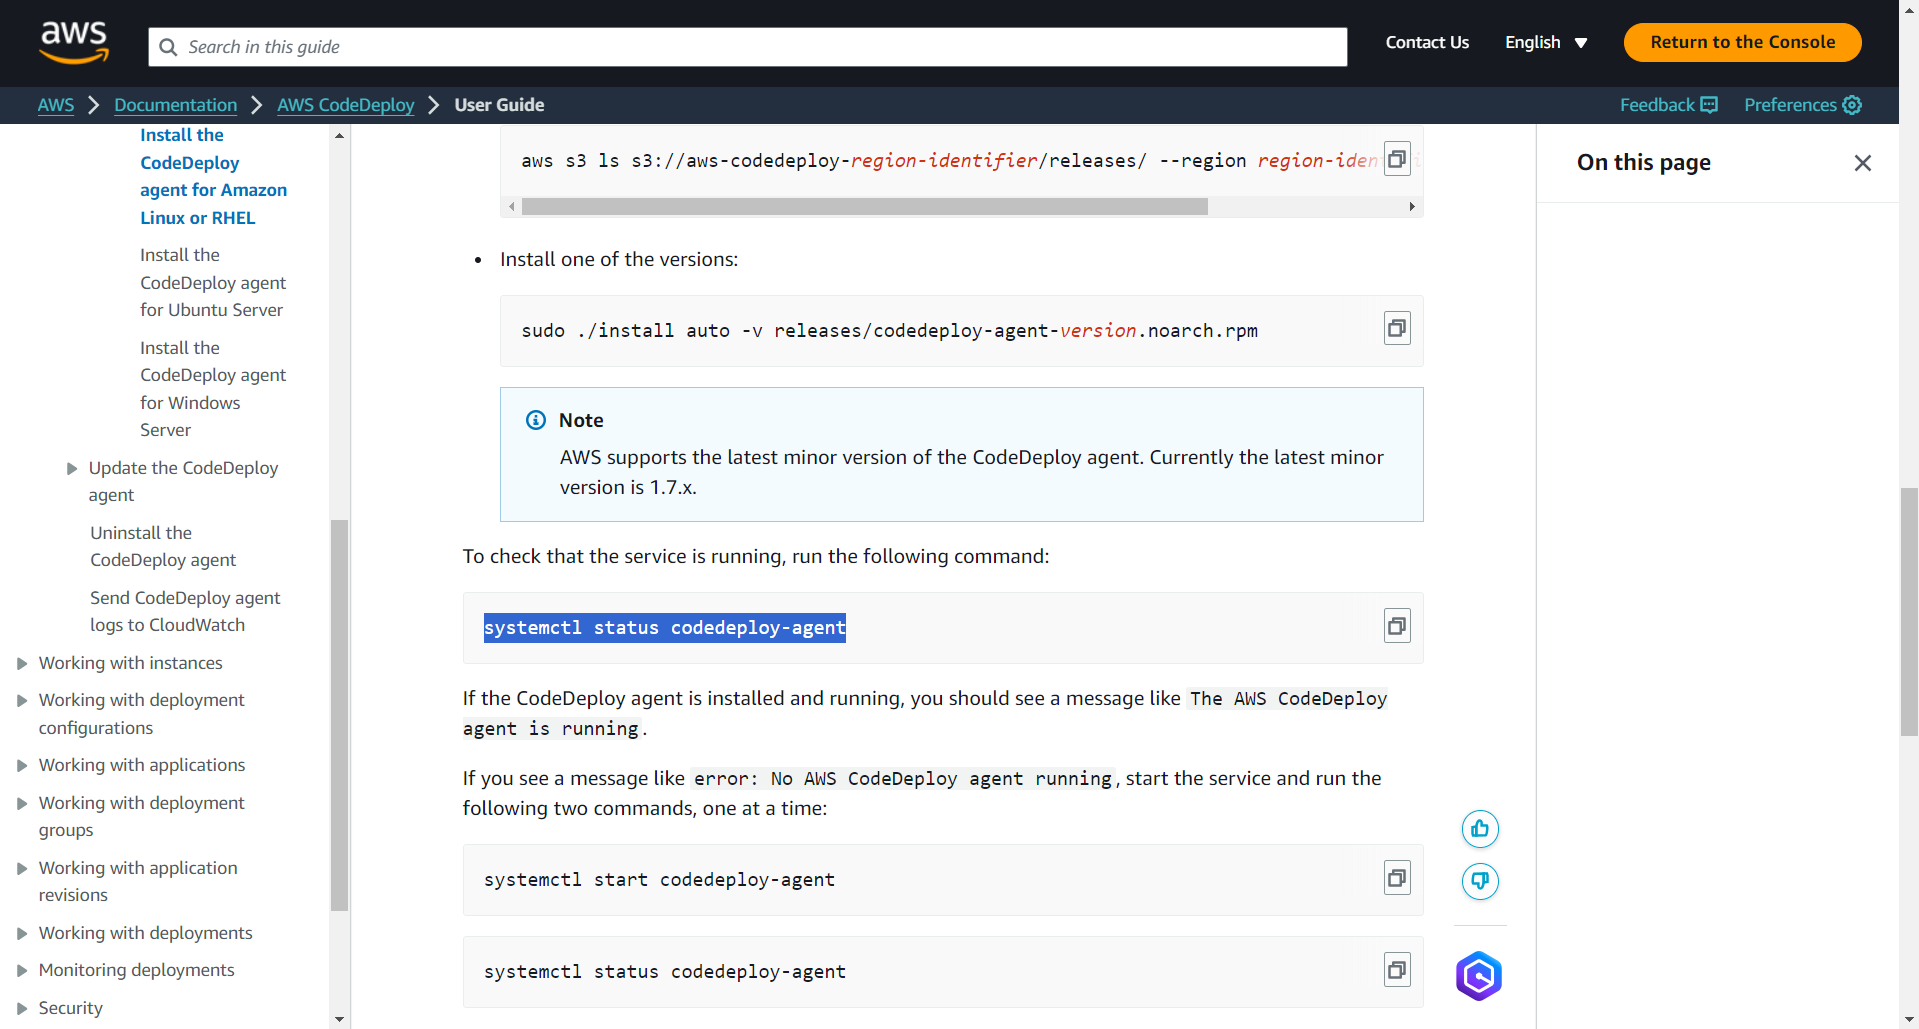 aws
Search in this guide
Contact Us
English
Return to the Console
AWS
Documentation
AWS CodeDeploy
User Guide
Feedback
Preferences
Install the
CodeDeploy
agent for Amazon
Linux or RHEL
Install the
CodeDeploy agent
for Ubuntu Server
Install the
CodeDeploy agent
for Windows
Server
Update the CodeDeploy
agent
Uninstall the
CodeDeploy agent
Send CodeDeploy agent
logs to CloudWatch
Working with instances
Working with deployment
configurations
Working with applications
Working with deployment
groups
Working with application
revisions
Working with deployments
Monitoring deployments
Security
aws s3 ls s3://aws-codedeploy-region-identifier/releases/ --region
• Install one of the versions:
sudo ./install auto -v releases/codedeploy-agent-version.noarch.rpm
Note
AWS supports the latest minor version of the CodeDeploy agent. Currently the latest minor
version is 1.7.x.
To check that the service is running, run the following command:
systemctl status codedeploy-agent
If the CodeDeploy agent is installed and running, you should see a message like The AWS CodeDeploy
agent is running.
If you see a message like error: No AWS CodeDeploy agent running, start the service and run the
following two commands, one at a time:
systemctl start codedeploy-agent
systemctl status codedeploy-agent
On this page